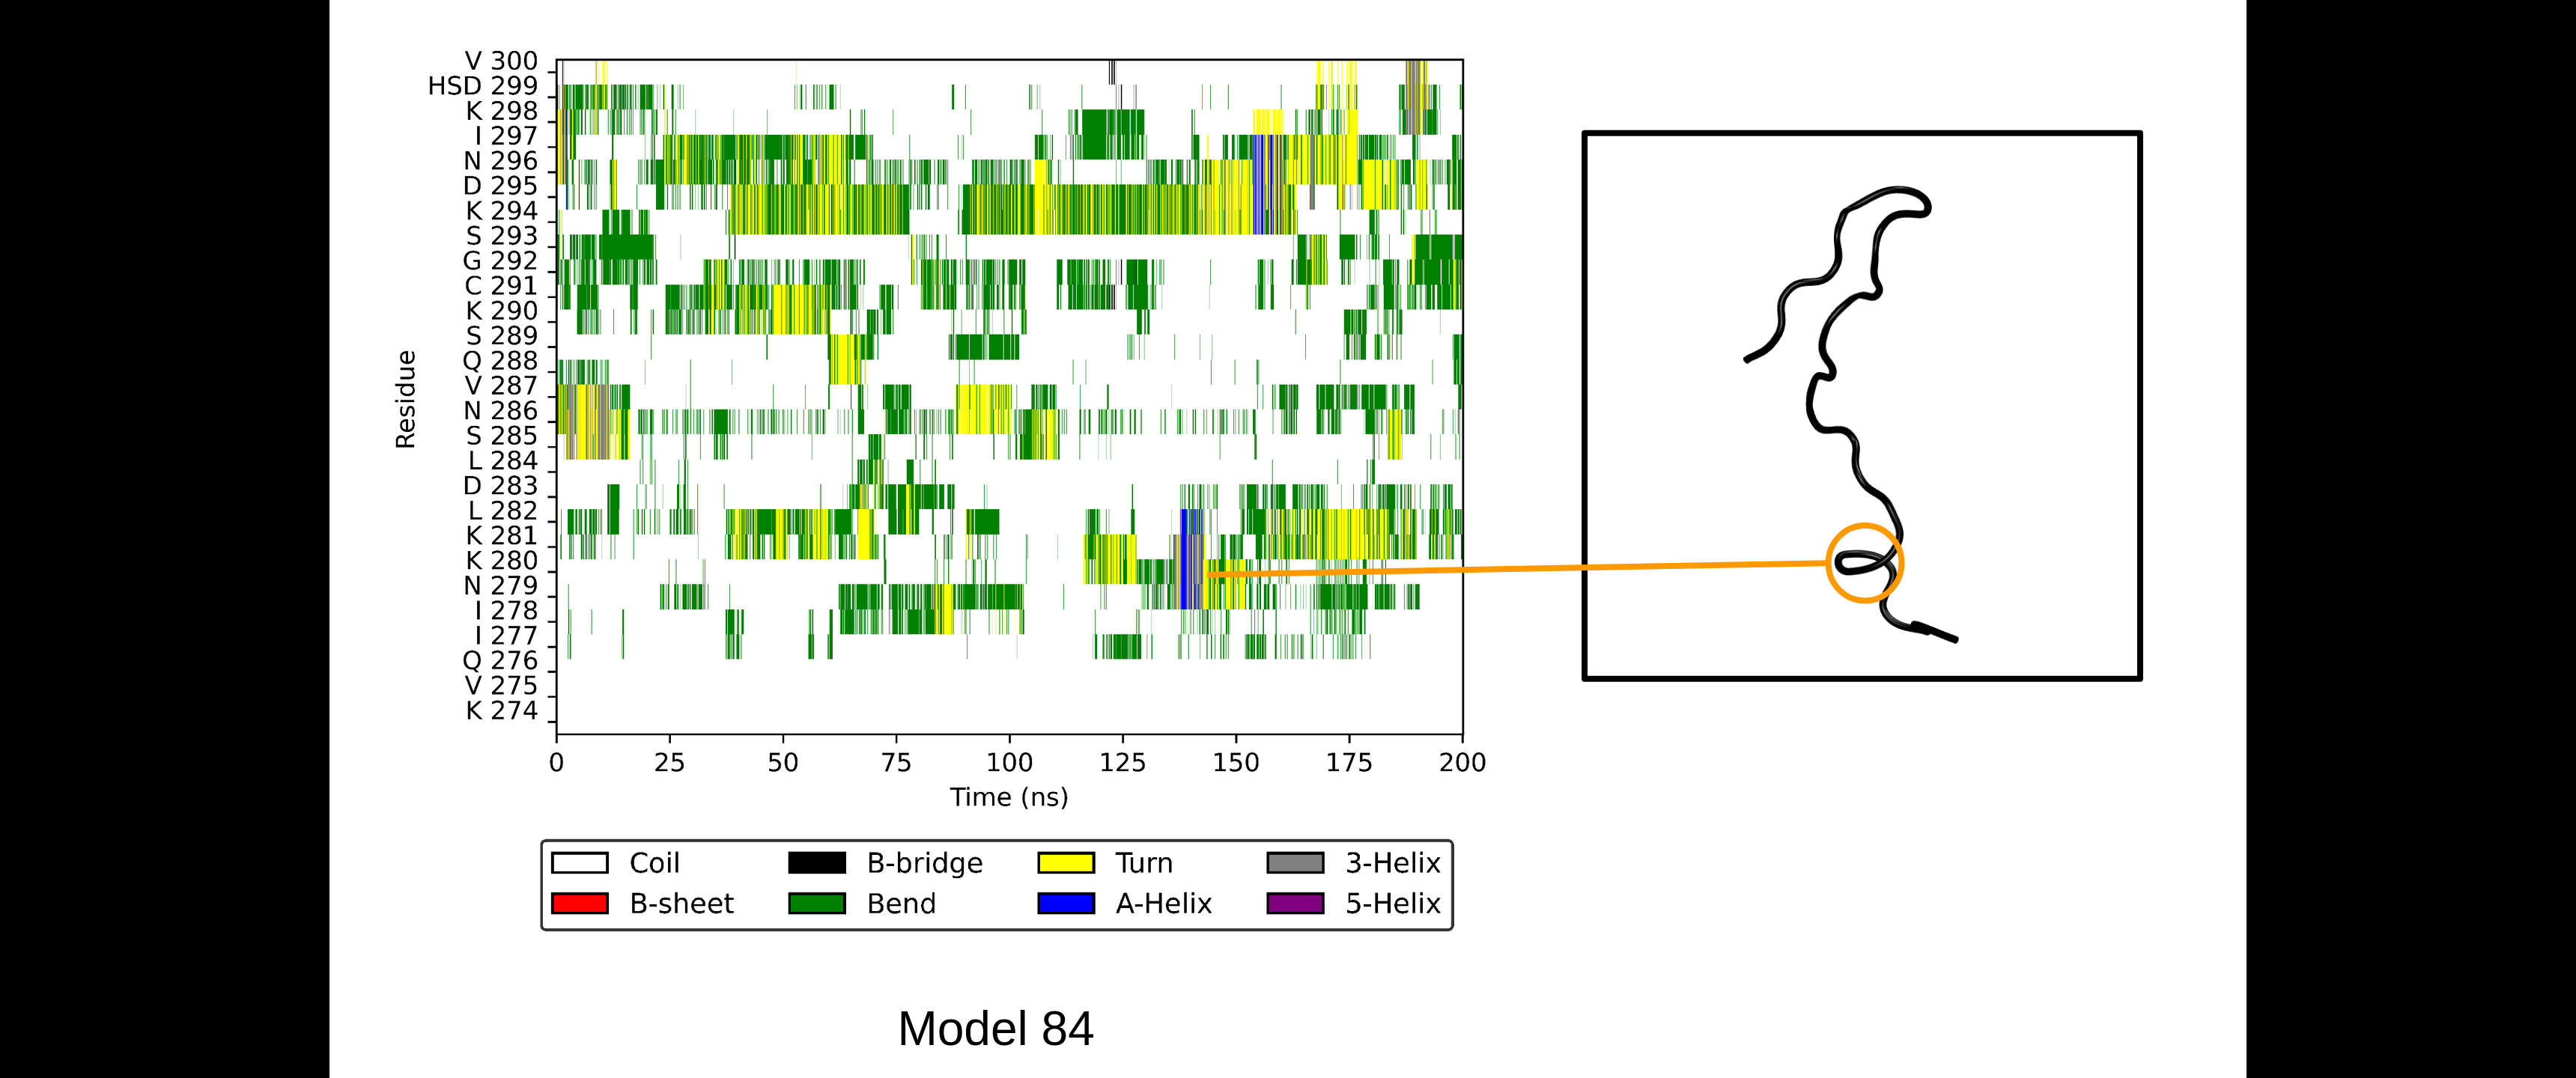 V 300
HSD 299
K 298
I 297
N 296
D 295
K 294
S 293
G 292
C 291
K 290
S 289
Q 288
V 287
N 286
S 285
L 284
D 283
L 282
K 281
K 280
N 279
I 278
I 277
Q 276
V 275
K 274
Residue
0 25 50 75 100 125 150 175 200
Time (ns)
Coil B-bridge Turn 3-Helix
B-sheet Bend A-Helix 5-Helix
Model 84